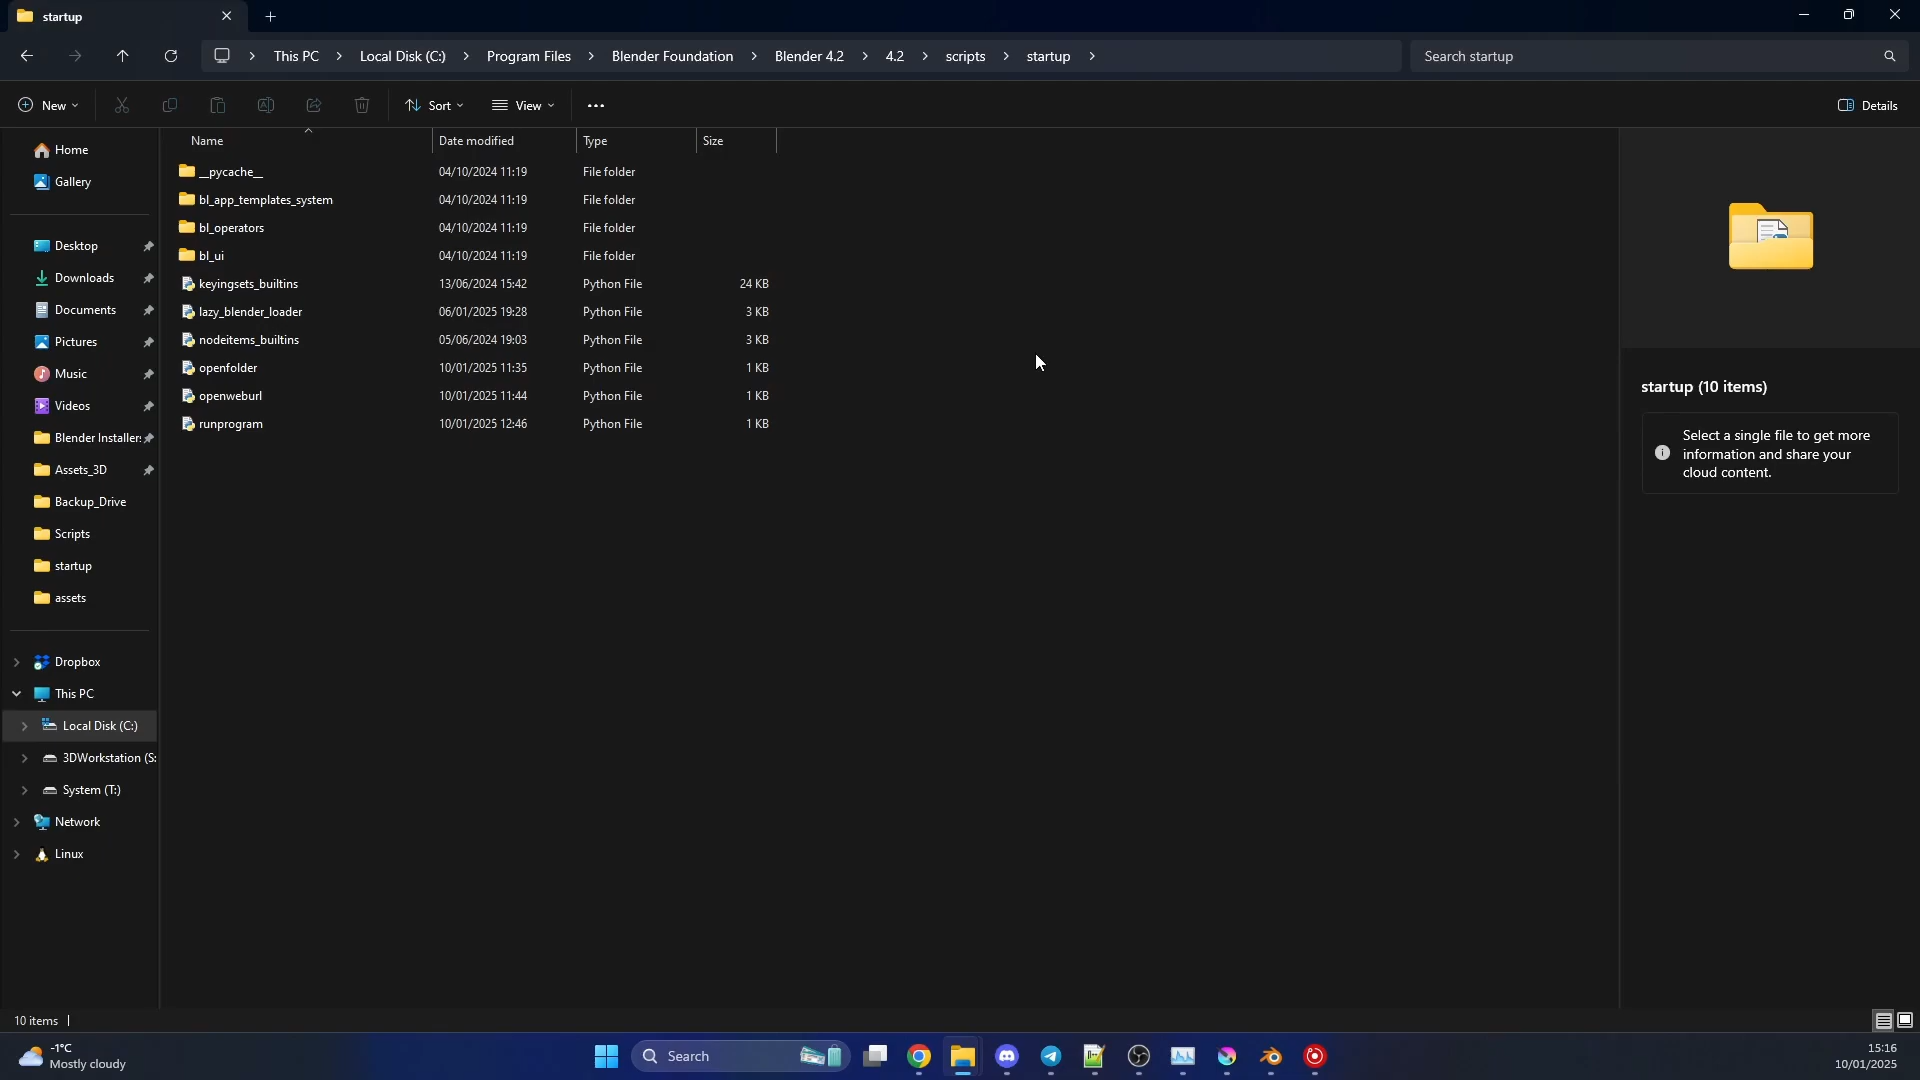 startup
This PC > Local Disk (C:) > Program Files > Blender Foundation > Blender 4.2 > 4.2 > scripts > startup >
Search startup
New
Sort
View
Details
Home
Gallery
Desktop
Downloads
Documents
Pictures
Music
Videos
Blender Installer
Assets_3D
Backup_Drive
Scripts
startup
assets
Dropbox
This PC
Local Disk (C:)
3DWorkstation (S:
System (T:)
Network
Linux
Name Date modified Type Size
__pycache__ 04/10/2024 11:19 File folder
bl_app_templates_system 04/10/2024 11:19 File folder
bl_operators 04/10/2024 11:19 File folder
bl_ui 04/10/2024 11:19 File folder
keyingsets_builtins 13/06/2024 15:42 Python File 24 KB
lazy_blender_loader 06/01/2025 19:28 Python File 3 KB
nodeitems_builtins 05/06/2024 19:03 Python File 3 KB
openfolder 10/01/2025 11:35 Python File 1 KB
openweburl 10/01/2025 11:44 Python File 1 KB
runprogram 10/01/2025 12:46 Python File 1 KB
startup (10 items)
Select a single file to get more
information and share your
cloud content.
10 items
-1°C
Mostly cloudy
Search
15:16
10/01/2025